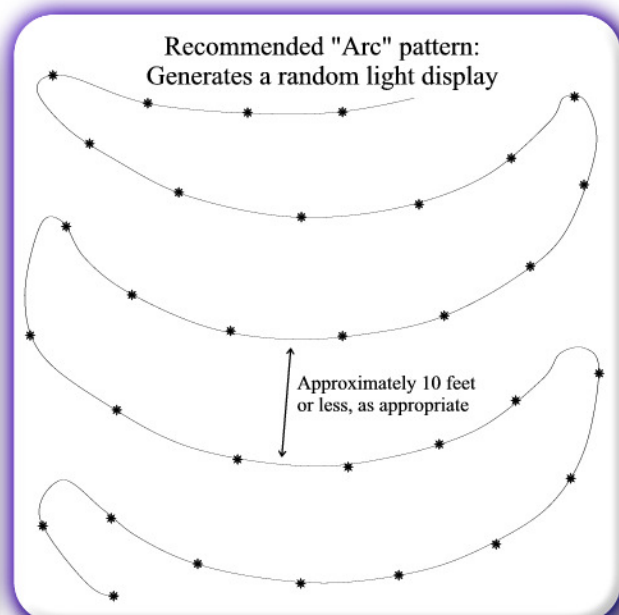 Recommended "Arc" pattern:
Generates a random light display
Approximately 10 feet
or less, as appropriate